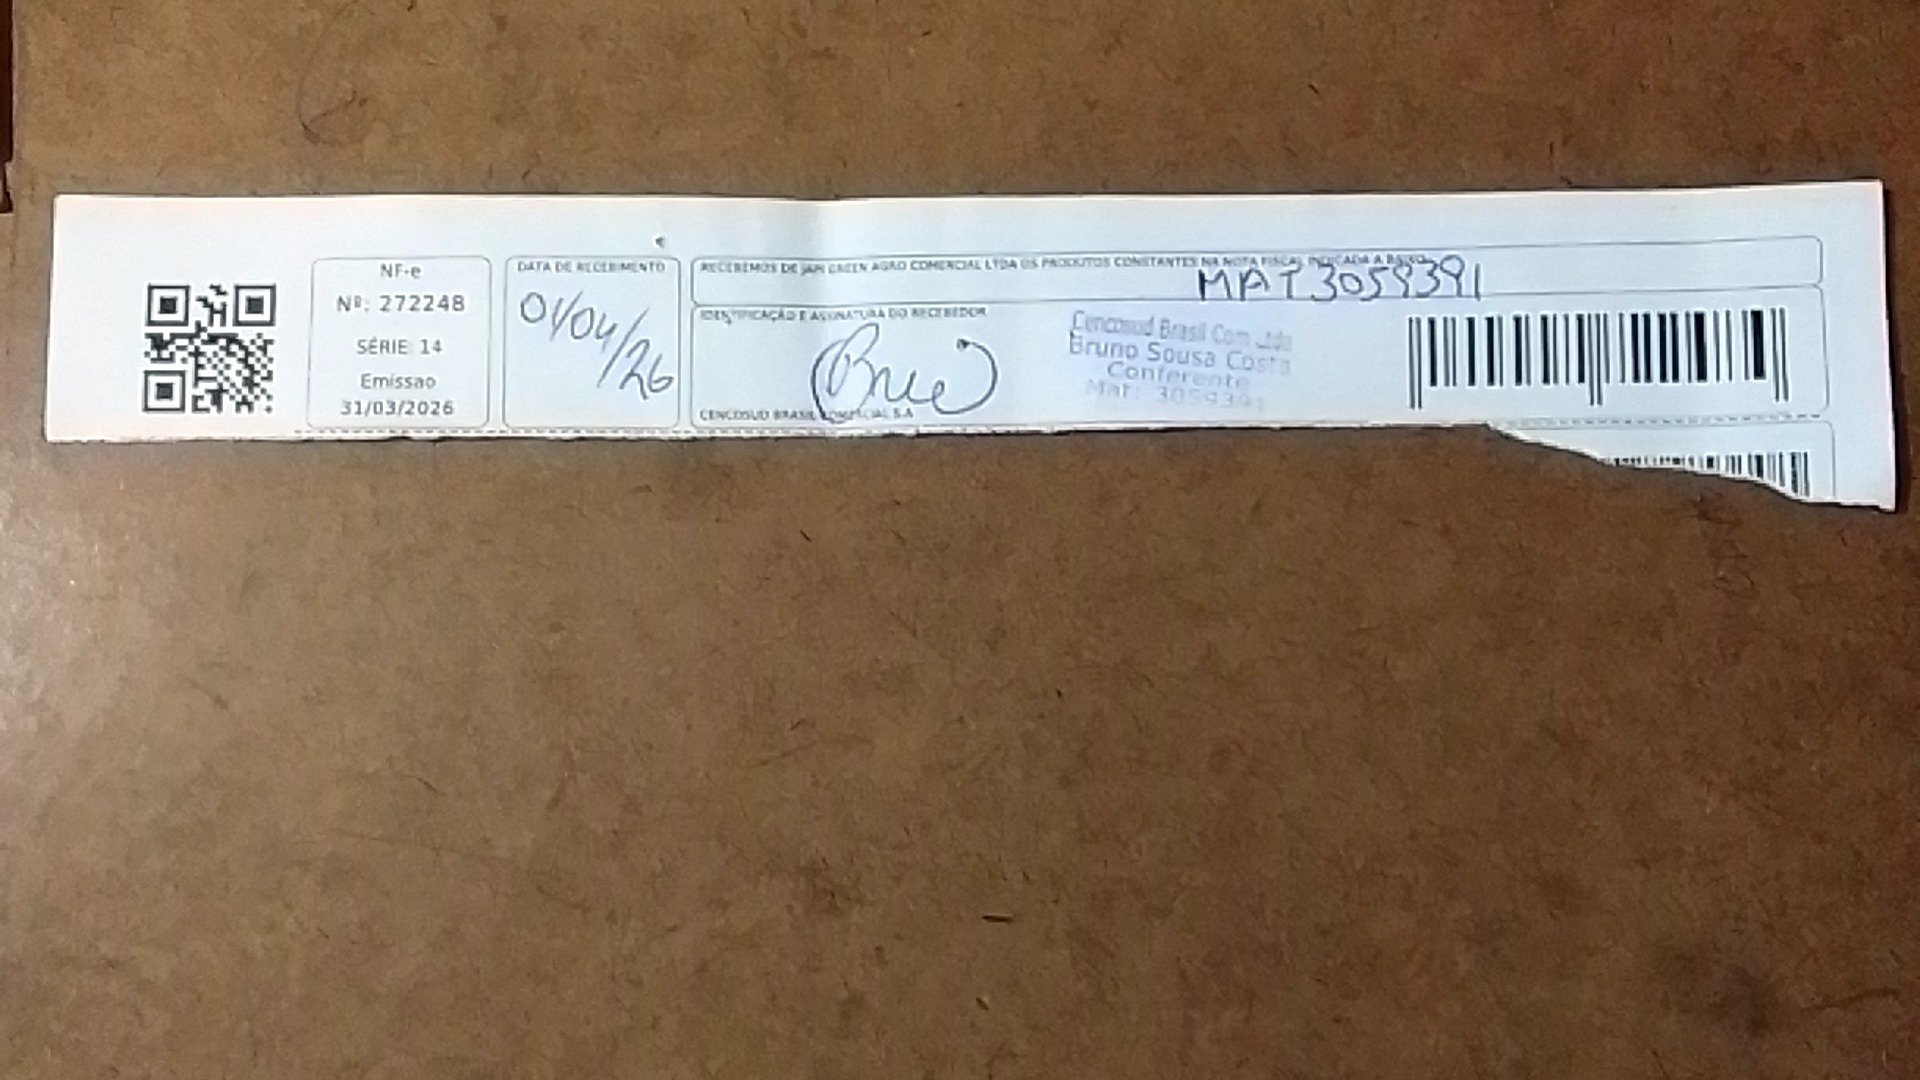 NF-e
Nº: 272248
SÉRIE: 14
Emissao
31/03/2026
DATA DE RECEBIMENTO
01/04/26
RECEBEMOS DE JAPI GREEN AGRO COMERCIAL LTDA OS PRODUTOS CONSTANTES NA NOTA FISCAL INDICADA A BAIXO
MAT 3059391
IDENTIFICAÇÃO E ASSINATURA DO RECEBEDOR
CENCOSUD BRASIL COMERCIAL S.A
Cencosud Brasil Com Ltda
Bruno Sousa Costa
Conferente
Mat: 3059391